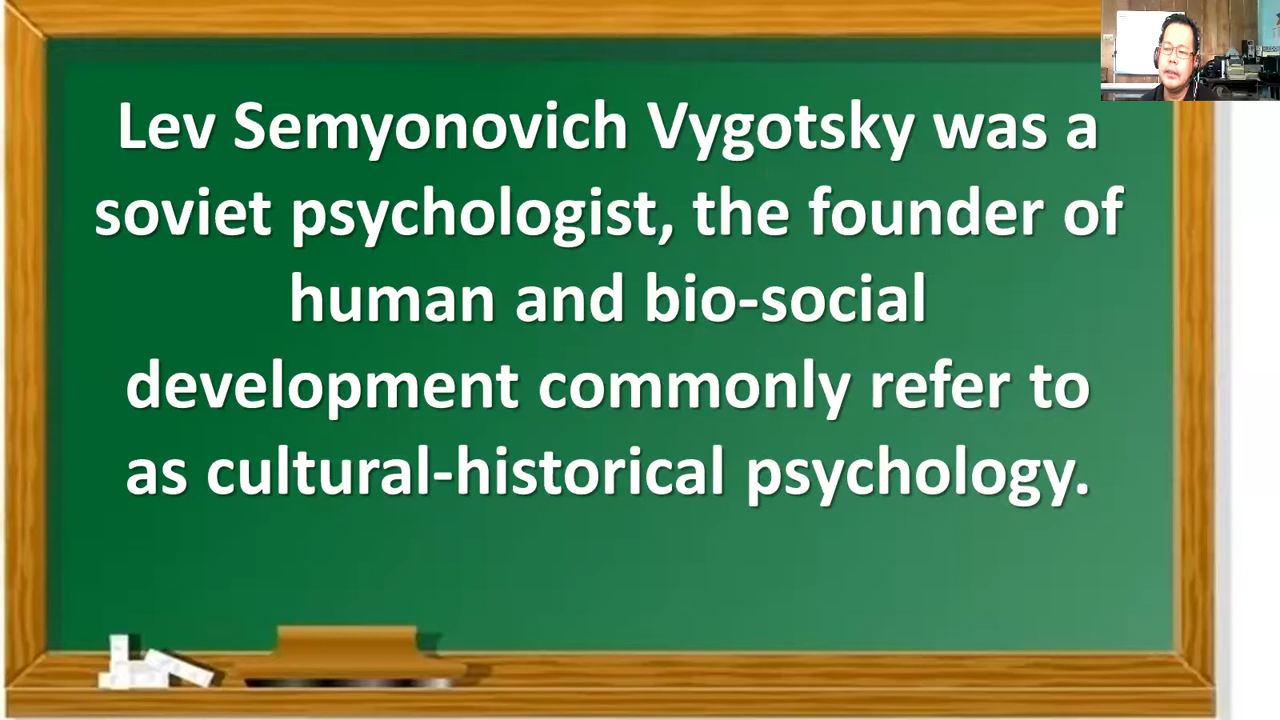 Lev Semyonovich Vygotsky was a
soviet psychologist, the founder of
human and bio-social
development commonly refer to
as cultural-historical psychology.